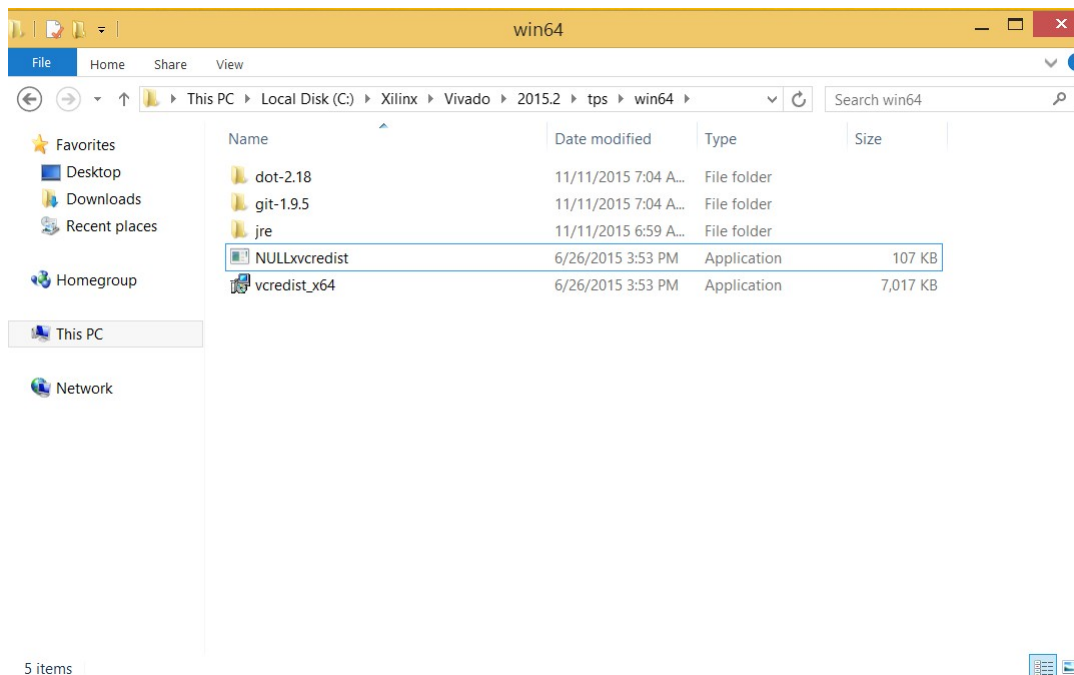 win64
File Home Share View
This PC Local Disk (C:) Xilinx Vivado 2015.2 tps win64 Search win64
Favorites
Desktop
Downloads
Recent places
Homegroup
This PC
Network
Name Date modified Type Size
dot-2.18 11/11/2015 7:04 A... File folder
git-1.9.5 11/11/2015 7:04 A... File folder
jre 11/11/2015 6:59 A... File folder
NULLxvcredist 6/26/2015 3:53 PM Application 107 KB
vcredist_x64 6/26/2015 3:53 PM Application 7,017 KB
5 items